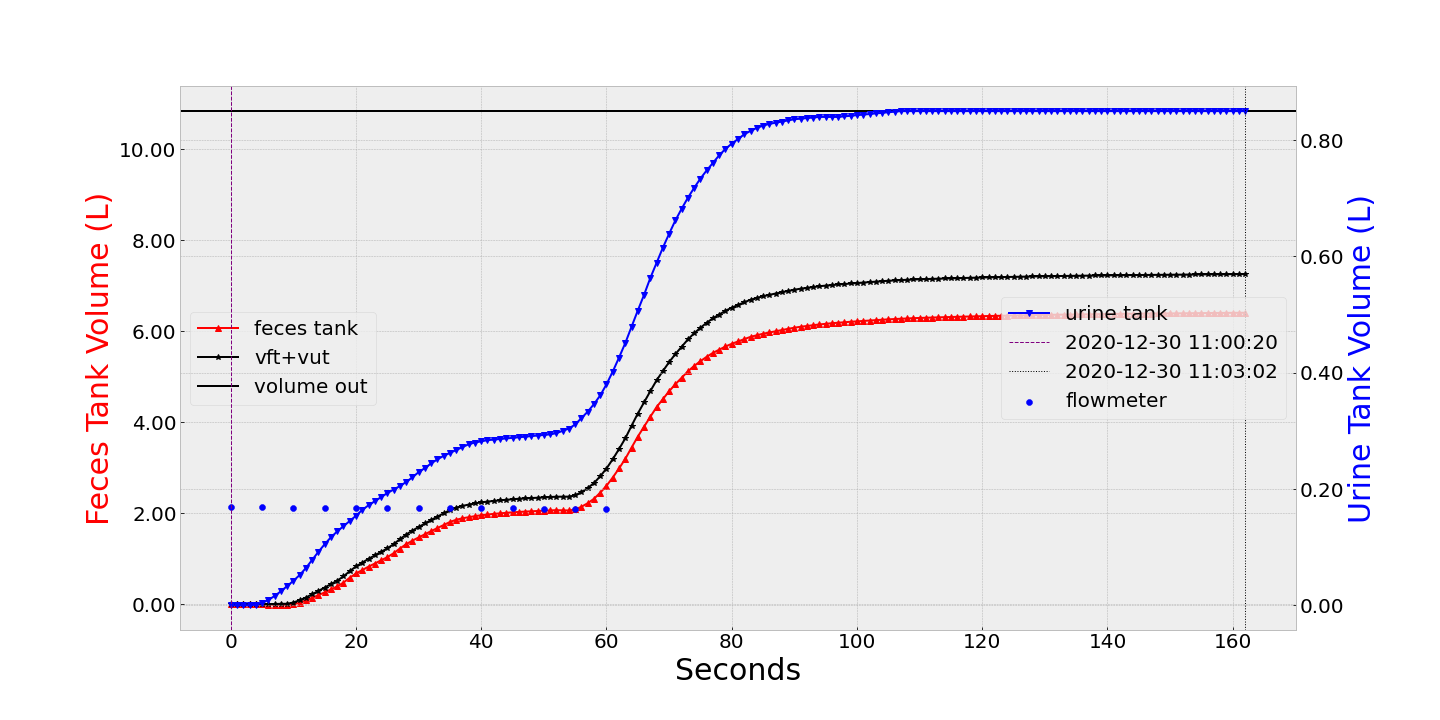 Feces Tank Volume (L)
10.00
8.00
6.00
4.00
2.00
0.00
feces tank
vft+vut
volume out
urine tank
2020-12-30 11:00:20
2020-12-30 11:03:02
flowmeter
0.80
0.60
0.40
0.20
0.00
Urine Tank Volume (L)
0 20 40 60 80 100 120 140 160
Seconds